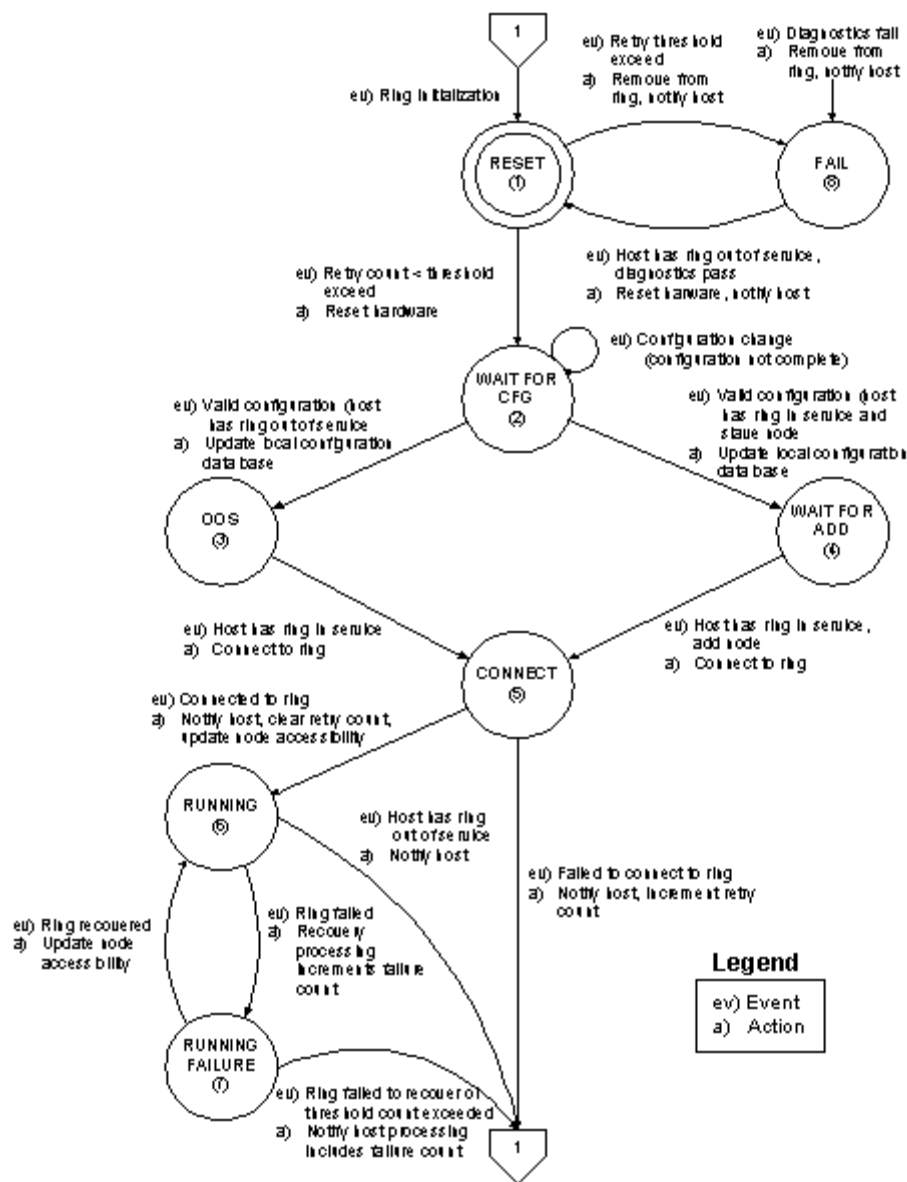 1
ev) Ring initialization
ev) Retry threshold
exceed
a) Remove from
ring, notify host
ev) Diagnostics fail
a) Remove from
ring, notify host
RESET
(1)
FAIL
ev) Retry count < threshold
exceed
a) Reset hardware
ev) Host has ring out of service,
diagnostics pass
a) Reset harware, notify host
WAIT FOR
CFG
(2)
ev) Configuration change
(configuration not complete)
ev) Valid configuration (host
has ring out of service
a) Update local configuration
database
ev) Valid configuration (host
has ring in service and
slave node
a) Update local configuration
database
OOS
(3)
WAIT FOR
ADD
(4)
ev) Host has ring in service
a) Connect to ring
ev) Host has ring in service,
add node
a) Connect to ring
CONNECT
(5)
ev) Connected to ring
a) Notify host, clear retry count,
update node accessibility
RUNNING
(6)
ev) Host has ring
out of service
a) Notify host
ev) Failed to connect to ring
a) Notify host, increment retry
count
ev) Ring recovered
a) Update node
accessibility
ev) Ring failed
a) Recovery
processing
increments failure
count
Legend
ev) Event
a) Action
RUNNING
FAILURE
(7)
ev) Ring failed to recover or
threshold count exceeded
a) Notify host processing
includes failure count
1